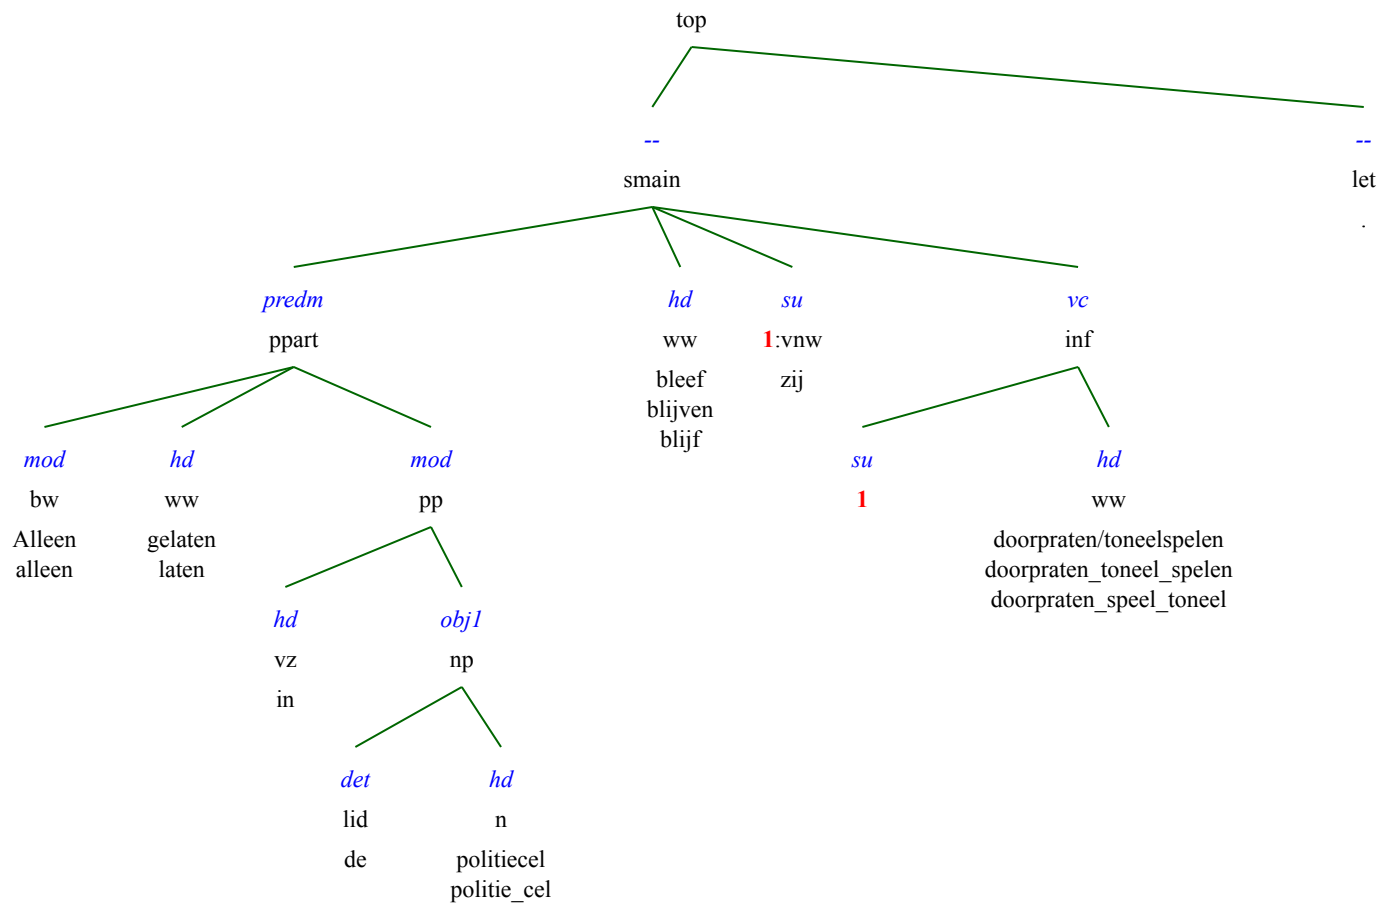 top
-- --
smain let
.
predm hd su vc
ppart ww 1:vnw inf
bleef zij
blijven
blijf
mod hd mod su hd
bw ww pp 1 ww
Alleen gelaten doorpraten/toneelspelen
alleen laten doorpraten_toneel_spelen
doorpraten_speel_toneel
hd obj1
vz np
in
det hd
lid n
de politiecel
politie_cel